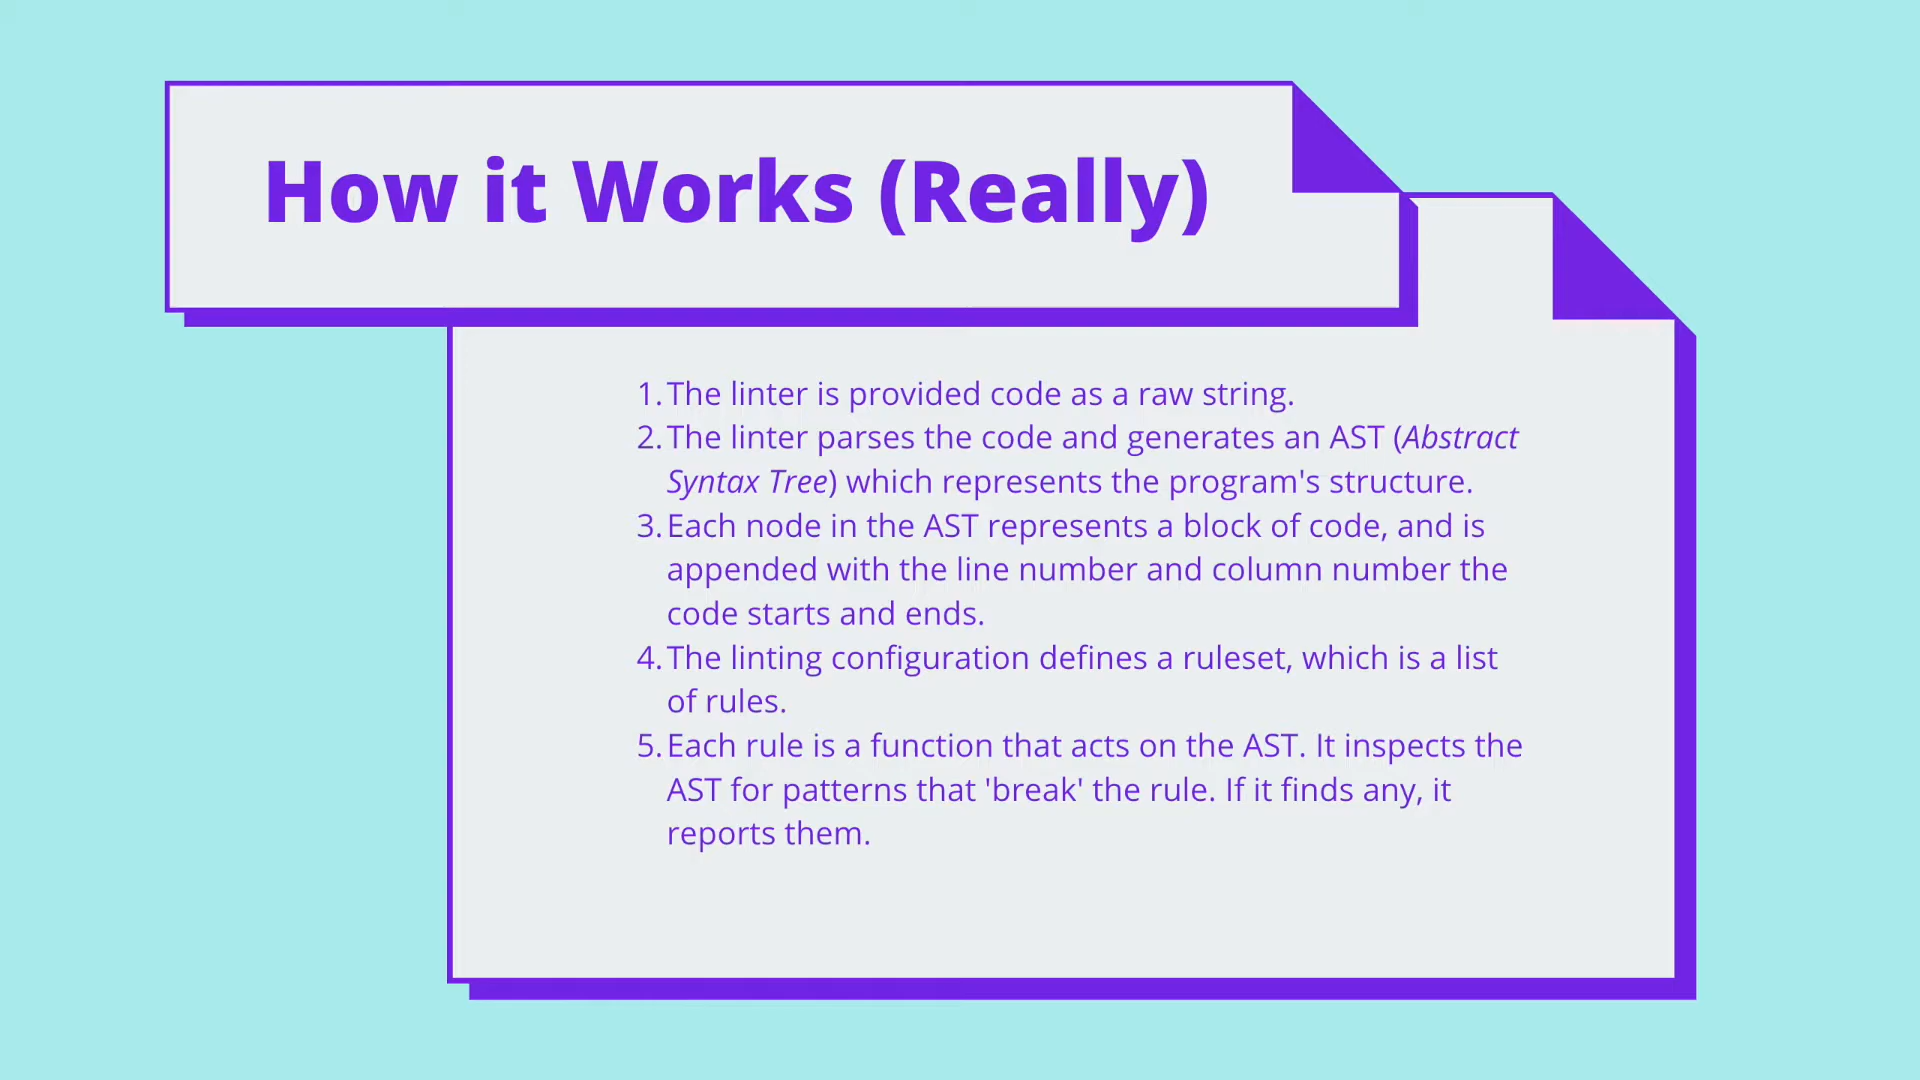 How it Works (Really)
1. The linter is provided code as a raw string.
2. The linter parses the code and generates an AST (Abstract
Syntax Tree) which represents the program's structure.
3. Each node in the AST represents a block of code, and is
appended with the line number and column number the
code starts and ends.
4. The linting configuration defines a ruleset, which is a list
of rules.
5. Each rule is a function that acts on the AST. It inspects the
AST for patterns that 'break' the rule. If it finds any, it
reports them.